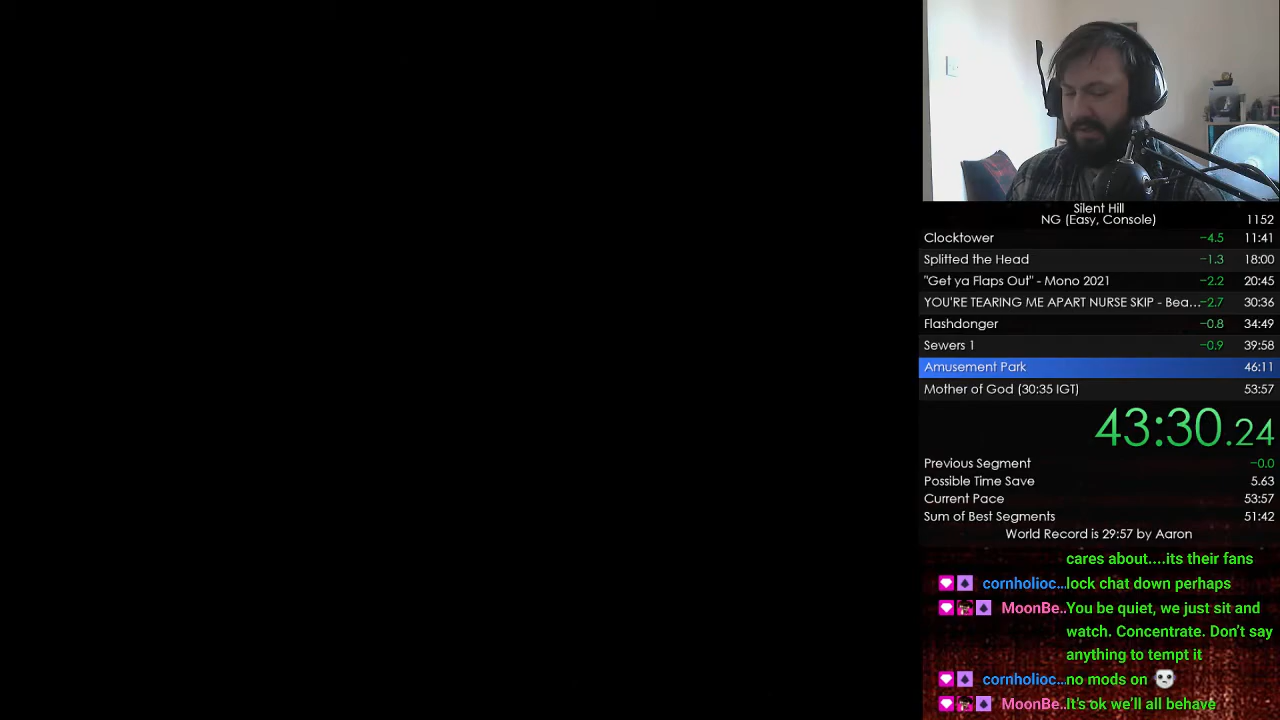 Silent Hill
NG (Easy, Console) 1152
Clocktower −4.5 11:41
Splitted the Head −1.3 18:00
"Get ya Flaps Out" - Mono 2021 −2.2 20:45
YOU'RE TEARING ME APART NURSE SKIP - Bea... −2.7 30:36
Flashdonger −0.8 34:49
Sewers 1 −0.9 39:58
Amusement Park 46:11
Mother of God (30:35 IGT) 53:57
43:30.24
Previous Segment −0.0
Possible Time Save 5.63
Current Pace 53:57
Sum of Best Segments 51:42
World Record is 29:57 by Aaron
cares about....its their fans
cornholioc... lock chat down perhaps
MoonBe.. You be quiet, we just sit and
watch. Concentrate. Don't say
anything to tempt it
cornholioc... no mods on 💀
MoonBe.. It's ok we'll all behave